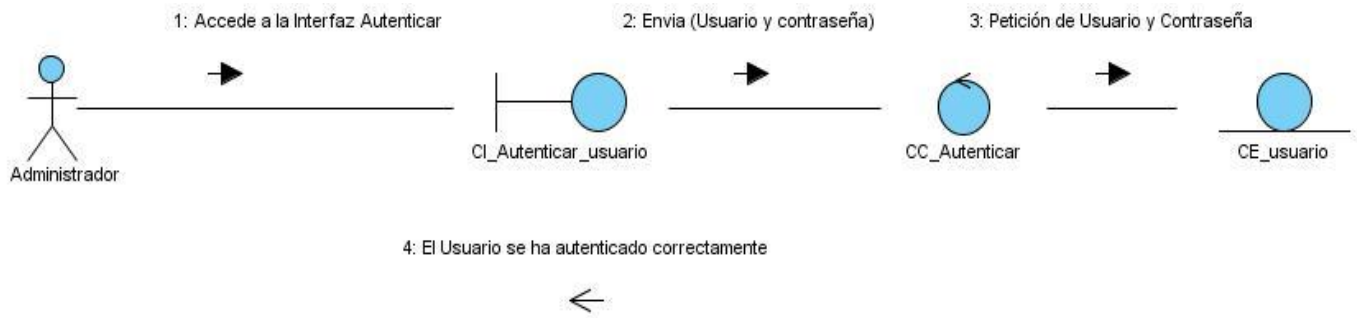 1: Accede a la Interfaz Autenticar
2: Envia (Usuario y contraseña)
3: Petición de Usuario y Contraseña
Administrador
CI_Autenticar_usuario
CC_Autenticar
CE_usuario
4: El Usuario se ha autenticado correctamente